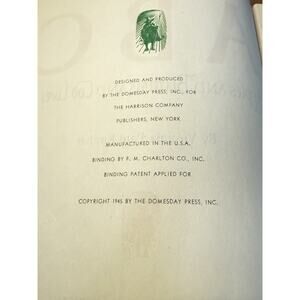 DESIGNED AND PRODUCED
BY THE DOMESDAY PRESS, INC., FOR
THE HARRISON COMPANY
PUBLISHERS, NEW YORK
MANUFACTURED IN THE U.S.A.
BINDING BY F. M. CHARLTON CO., INC.
BINDING PATENT APPLIED FOR
COPYRIGHT 1945 BY THE DOMESDAY PRESS, INC.